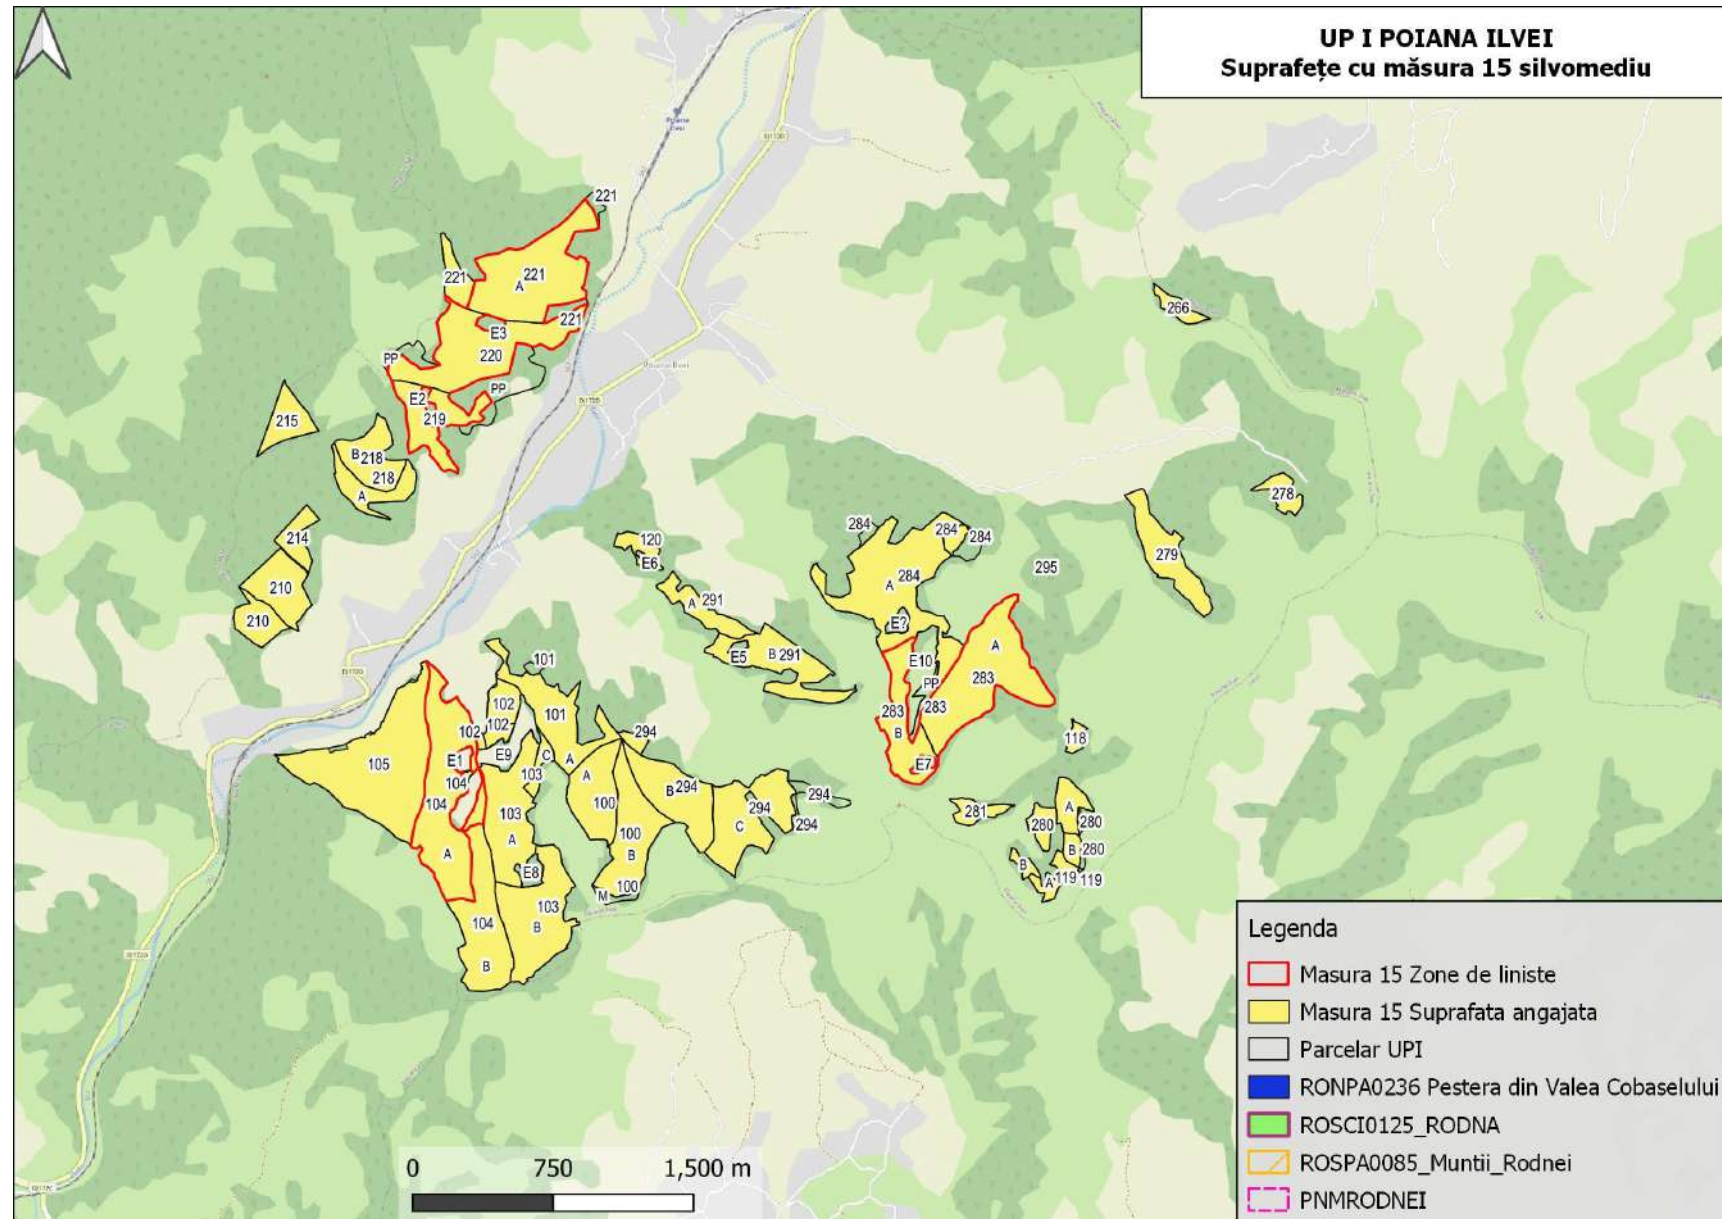 UP I POIANA ILVEI
Suprafețe cu măsura 15 silvomediu
221
221
221
A
221
E3
220
PP
PP
E2
219
215
B
218
218
A
214
210
210
266
278
279
120
E6
A
291
E5
B
291
284
284
284
284
A
E?
295
E10
PP
A
283
283
283
B
E7
118
281
A
280
280
B
280
B
A
119
119
101
102
102
101
102
E9
E1
103
C
A
A
294
104
105
104
103
A
100
B
294
294
294
294
C
100
B
A
E8
100
M
103
B
104
B
Legenda
Masura 15 Zone de liniste
Masura 15 Suprafata angajata
Parcelar UPI
RONPA0236 Pestera din Valea Cobaselului
ROSCI0125_RODNA
ROSPA0085_Muntii_Rodnei
PNMRODNEI
0
750
1,500 m